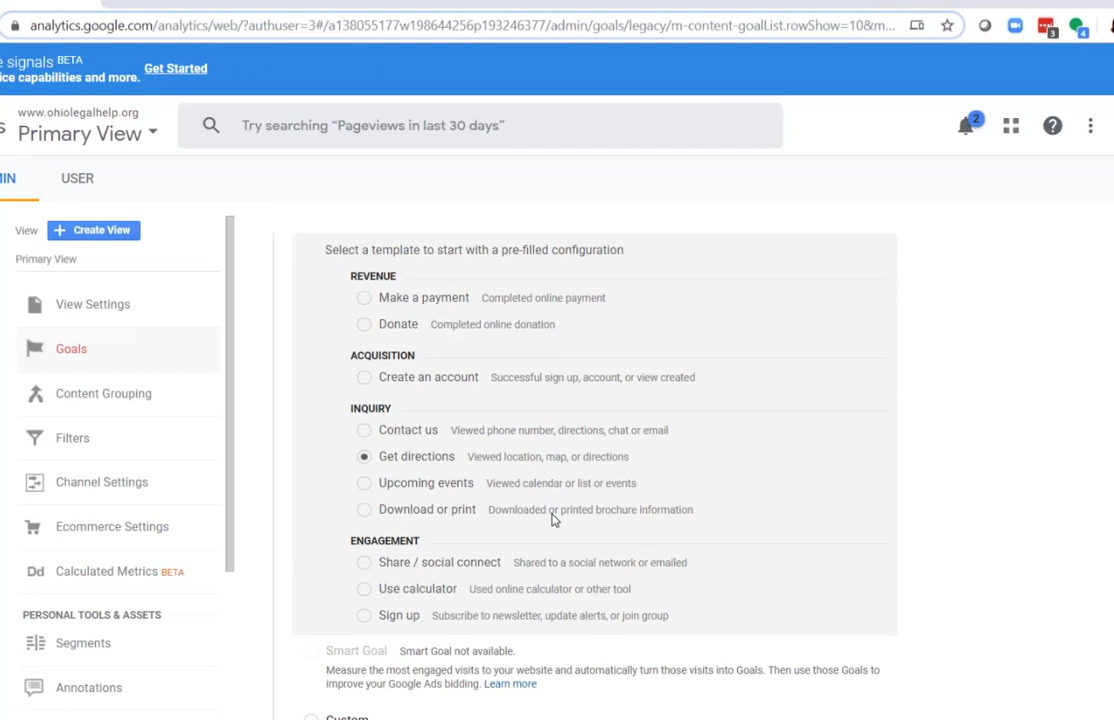 analytics.google.com/analytics/web/?authuser=3#/a138055177w198644256p193246377/admin/goals/legacy/m-content-goalList.rowShow=10&m...
3
4
e signals BETA
ice capabilities and more. Get Started
www.ohiolegalhelp.org
s Primary View
Try searching “Pageviews in last 30 days”
2
MIN USER
View + Create View
Primary View
View Settings
Goals
Content Grouping
Filters
Channel Settings
Ecommerce Settings
Dd Calculated Metrics BETA
PERSONAL TOOLS & ASSETS
Segments
Annotations
Select a template to start with a pre-filled configuration
REVENUE
Make a payment Completed online payment
Donate Completed online donation
ACQUISITION
Create an account Successful sign up, account, or view created
INQUIRY
Contact us Viewed phone number, directions, chat or email
Get directions Viewed location, map, or directions
Upcoming events Viewed calendar or list or events
Download or print Downloaded or printed brochure information
ENGAGEMENT
Share / social connect Shared to a social network or emailed
Use calculator Used online calculator or other tool
Sign up Subscribe to newsletter, update alerts, or join group
Smart Goal Smart Goal not available.
Measure the most engaged visits to your website and automatically turn those visits into Goals. Then use those Goals to
improve your Google Ads bidding. Learn more
Custom